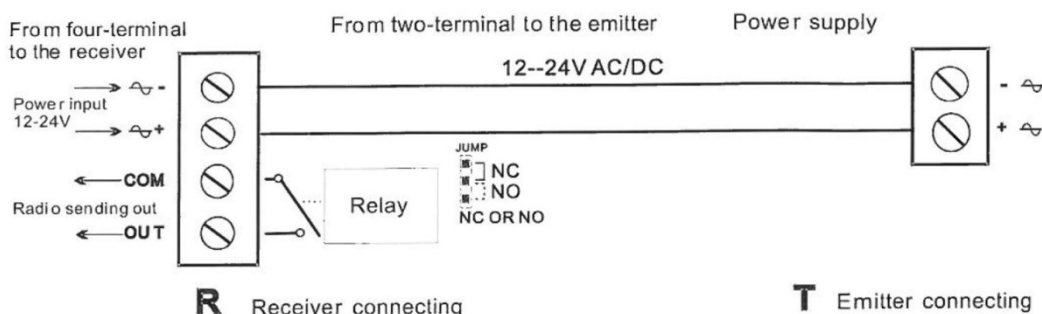 From four-terminal
to the receiver
From two-terminal to the emitter
Power supply
12--24V AC/DC
-
-
Power input
12-24V
+
+
JUMP
NC
NO
NC OR NO
COM
Relay
Radio sending out
OUT
R Receiver connecting
T Emitter connecting